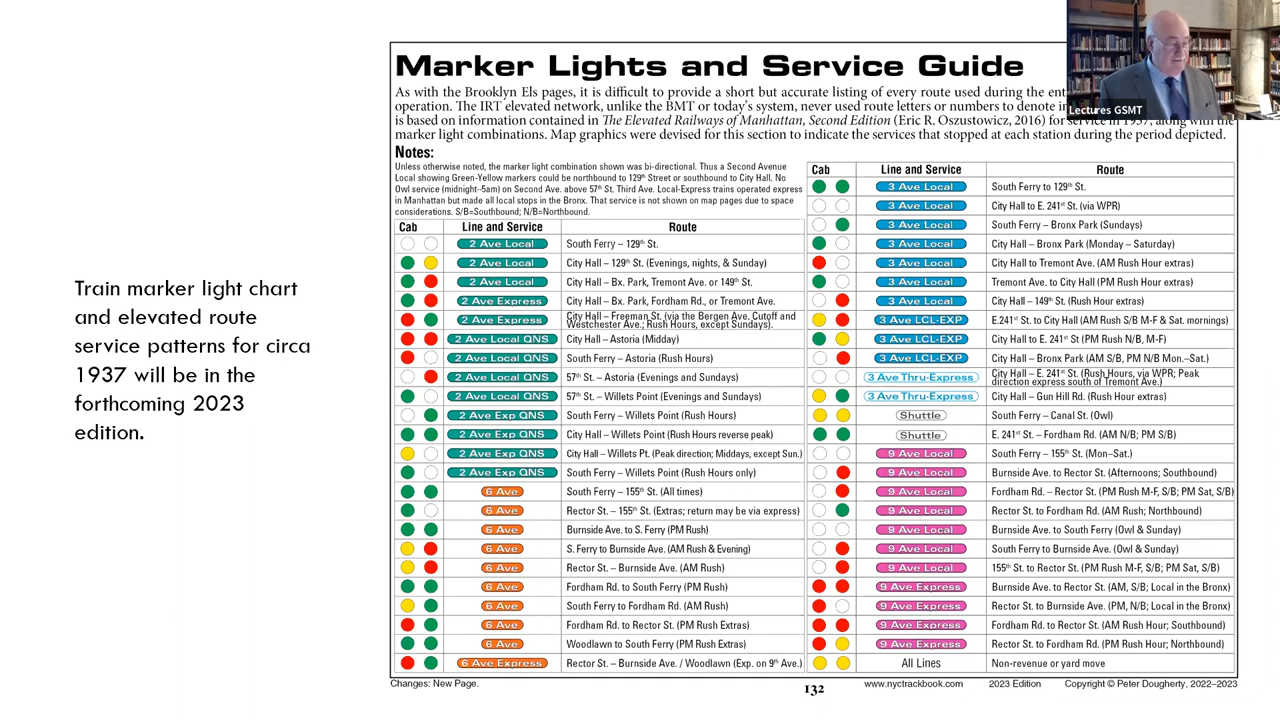 Lectures GSMT
Train marker light chart
and elevated route
service patterns for circa
1937 will be in the
forthcoming 2023
edition.
Marker Lights and Service Guide
As with the Brooklyn Els pages, it is difficult to provide a short but accurate listing of every route used during the
operation. The IRT elevated network, unlike the BMT or today's system, never used route letters or numbers to denote
is based on information contained in The Elevated Railways of Manhattan, Second Edition (Eric R. Oszustowicz, 2016) for service in 1937, along with the
marker light combinations. Map graphics were devised for this section to indicate the services that stopped at each station during the period depicted.
Notes:
Unless otherwise noted, the marker light combination shown was bi-directional. Thus a Second Avenue
Local showing Green-Yellow markers could be northbound to 129th Street or southbound to City Hall. No
Owl service (midnight–5am) on Second Ave. above 57th St. Third Ave. Local-Express trains operated express
in Manhattan but made all local stops in the Bronx. That service is not shown on map pages due to space
considerations. S/B=Southbound; N/B=Northbound.
Cab Line and Service Route
2 Ave Local South Ferry – 129th St.
2 Ave Local City Hall – 129th St. (Evenings, nights, & Sunday)
2 Ave Local City Hall – Bx. Park, Tremont Ave. or 149th St.
2 Ave Express City Hall – Bx. Park, Fordham Rd., or Tremont Ave.
2 Ave Express City Hall – Freeman St. (via the Bergen Ave. Cutoff and
Westchester Ave.; Rush Hours, except Sundays).
2 Ave Local QNS City Hall – Astoria (Midday)
2 Ave Local QNS South Ferry – Astoria (Rush Hours)
2 Ave Local QNS 57th St. – Astoria (Evenings and Sundays)
2 Ave Local QNS 57th St. – Willets Point (Evenings and Sundays)
2 Ave Exp QNS South Ferry – Willets Point (Rush Hours)
2 Ave Exp QNS City Hall – Willets Point (Rush Hours reverse peak)
2 Ave Exp QNS City Hall – Willets Pt. (Peak direction; Middays, except Sun.)
2 Ave Exp QNS South Ferry – Willets Point (Rush Hours only)
6 Ave South Ferry – 155th St. (All times)
6 Ave Rector St. – 155th St. (Extras; return may be via express)
6 Ave Burnside Ave. to S. Ferry (PM Rush)
6 Ave S. Ferry to Burnside Ave. (AM Rush & Evening)
6 Ave Rector St. – Burnside Ave. (AM Rush)
6 Ave Fordham Rd. to South Ferry (PM Rush)
6 Ave South Ferry to Fordham Rd. (AM Rush)
6 Ave Fordham Rd. to Rector St. (PM Rush Extras)
6 Ave Woodlawn to South Ferry (PM Rush Extras)
6 Ave Express Rector St. – Burnside Ave. / Woodlawn (Exp. on 9th Ave.)
Cab Line and Service Route
3 Ave Local South Ferry to 129th St.
3 Ave Local City Hall to E. 241st St. (via WPR)
3 Ave Local South Ferry – Bronx Park (Sundays)
3 Ave Local City Hall – Bronx Park (Monday – Saturday)
3 Ave Local City Hall to Tremont Ave. (AM Rush Hour extras)
3 Ave Local Tremont Ave. to City Hall (PM Rush Hour extras)
3 Ave Local City Hall – 149th St. (Rush Hour extras)
3 Ave LCL-EXP E.241st St. to City Hall (AM Rush S/B M-F & Sat. mornings)
3 Ave LCL-EXP City Hall to E. 241st St (PM Rush N/B, M-F)
3 Ave LCL-EXP City Hall – Bronx Park (AM S/B, PM N/B Mon.–Sat.)
3 Ave Thru-Express City Hall – E. 241st St. (Rush Hours, via WPR; Peak
direction express south of Tremont Ave.)
3 Ave Thru-Express City Hall – Gun Hill Rd. (Rush Hour extras)
Shuttle South Ferry – Canal St. (Owl)
Shuttle E. 241st St. – Fordham Rd. (AM N/B; PM S/B)
9 Ave Local South Ferry – 155th St. (Mon–Sat.)
9 Ave Local Burnside Ave. to Rector St. (Afternoons; Southbound)
9 Ave Local Fordham Rd. – Rector St. (PM Rush M-F, S/B; PM Sat, S/B)
9 Ave Local Rector St. to Fordham Rd. (AM Rush; Northbound)
9 Ave Local Burnside Ave. to South Ferry (Owl & Sunday)
9 Ave Local South Ferry to Burnside Ave. (Owl & Sunday)
9 Ave Local 155th St. to Rector St. (PM Rush M-F, S/B; PM Sat, S/B)
9 Ave Express Burnside Ave. to Rector St. (AM, S/B; Local in the Bronx)
9 Ave Express Rector St. to Burnside Ave. (PM, N/B; Local in the Bronx)
9 Ave Express Fordham Rd. to Rector St. (AM Rush Hour; Southbound)
9 Ave Express Rector St. to Fordham Rd. (PM Rush Hour; Northbound)
All Lines Non-revenue or yard move
Changes: New Page. 132 www.nyctrackbook.com 2023 Edition Copyright © Peter Dougherty, 2022–2023